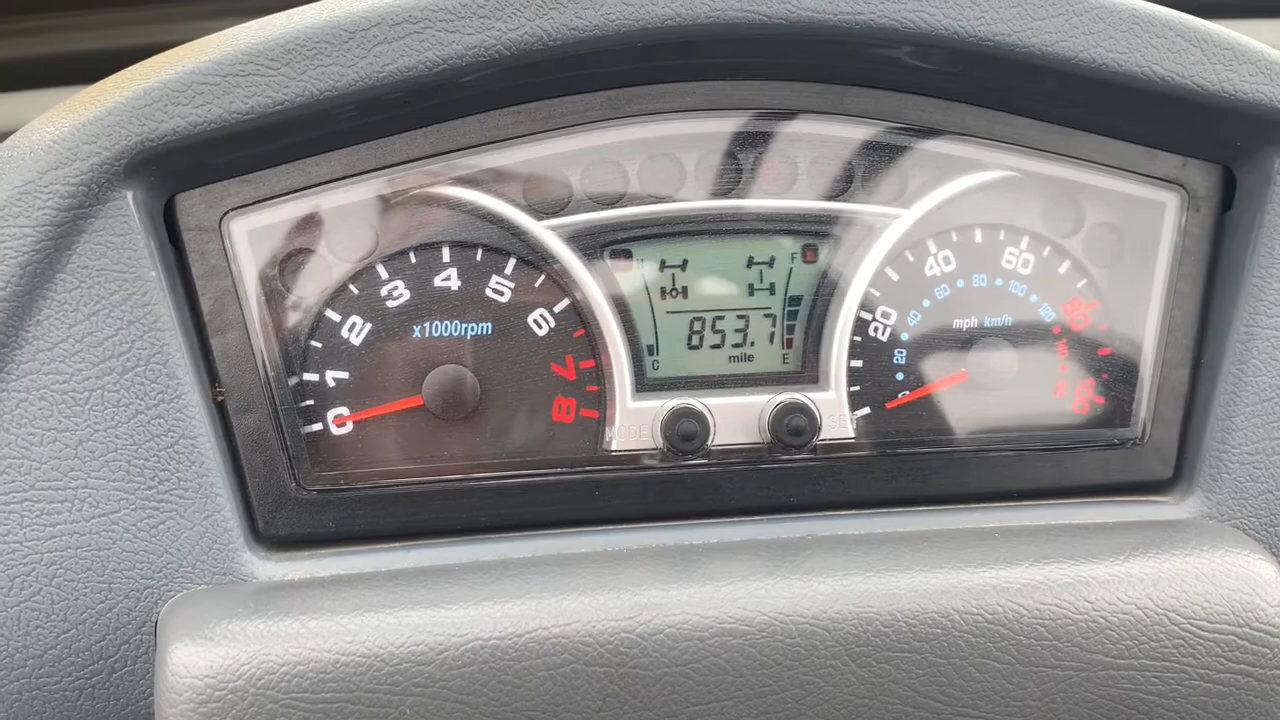 0 1 2 3 4 5 6 7 8
x1000rpm
H F
853.7
mile
C E
MODE SET
0 20 40 60 80
20 40 60 80 100 120
mph km/h